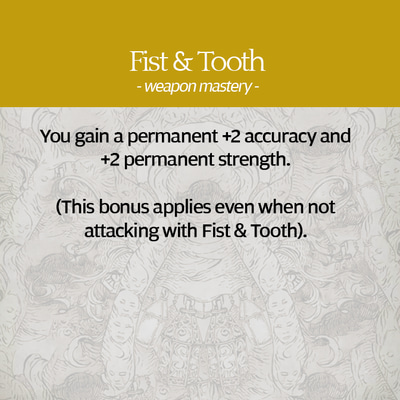 Fist & Tooth
- weapon mastery -
You gain a permanent +2 accuracy and
+2 permanent strength.
(This bonus applies even when not
attacking with Fist & Tooth).